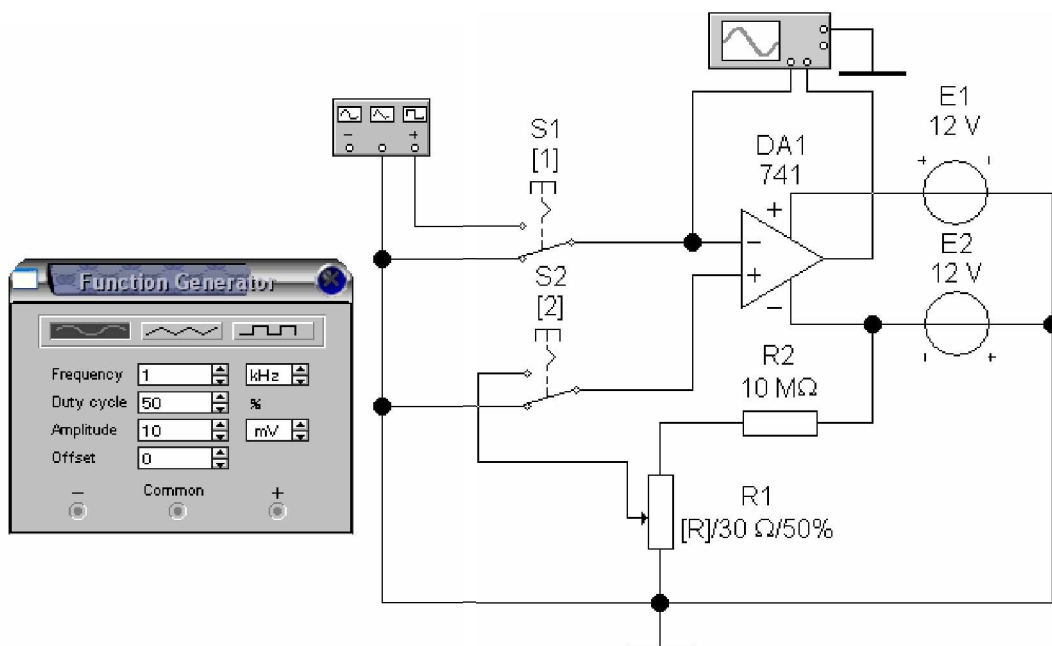 E1
12 V
S1
[1]
DA1
741
- +
+
- +
S2
[2]
E2
12 V
Function Generator
Frequency 1 kHz
Duty cycle 50 %
Amplitude 10 mV
Offset 0
- Common +
R2
10 MΩ
R1
[R]/30 Ω/50%